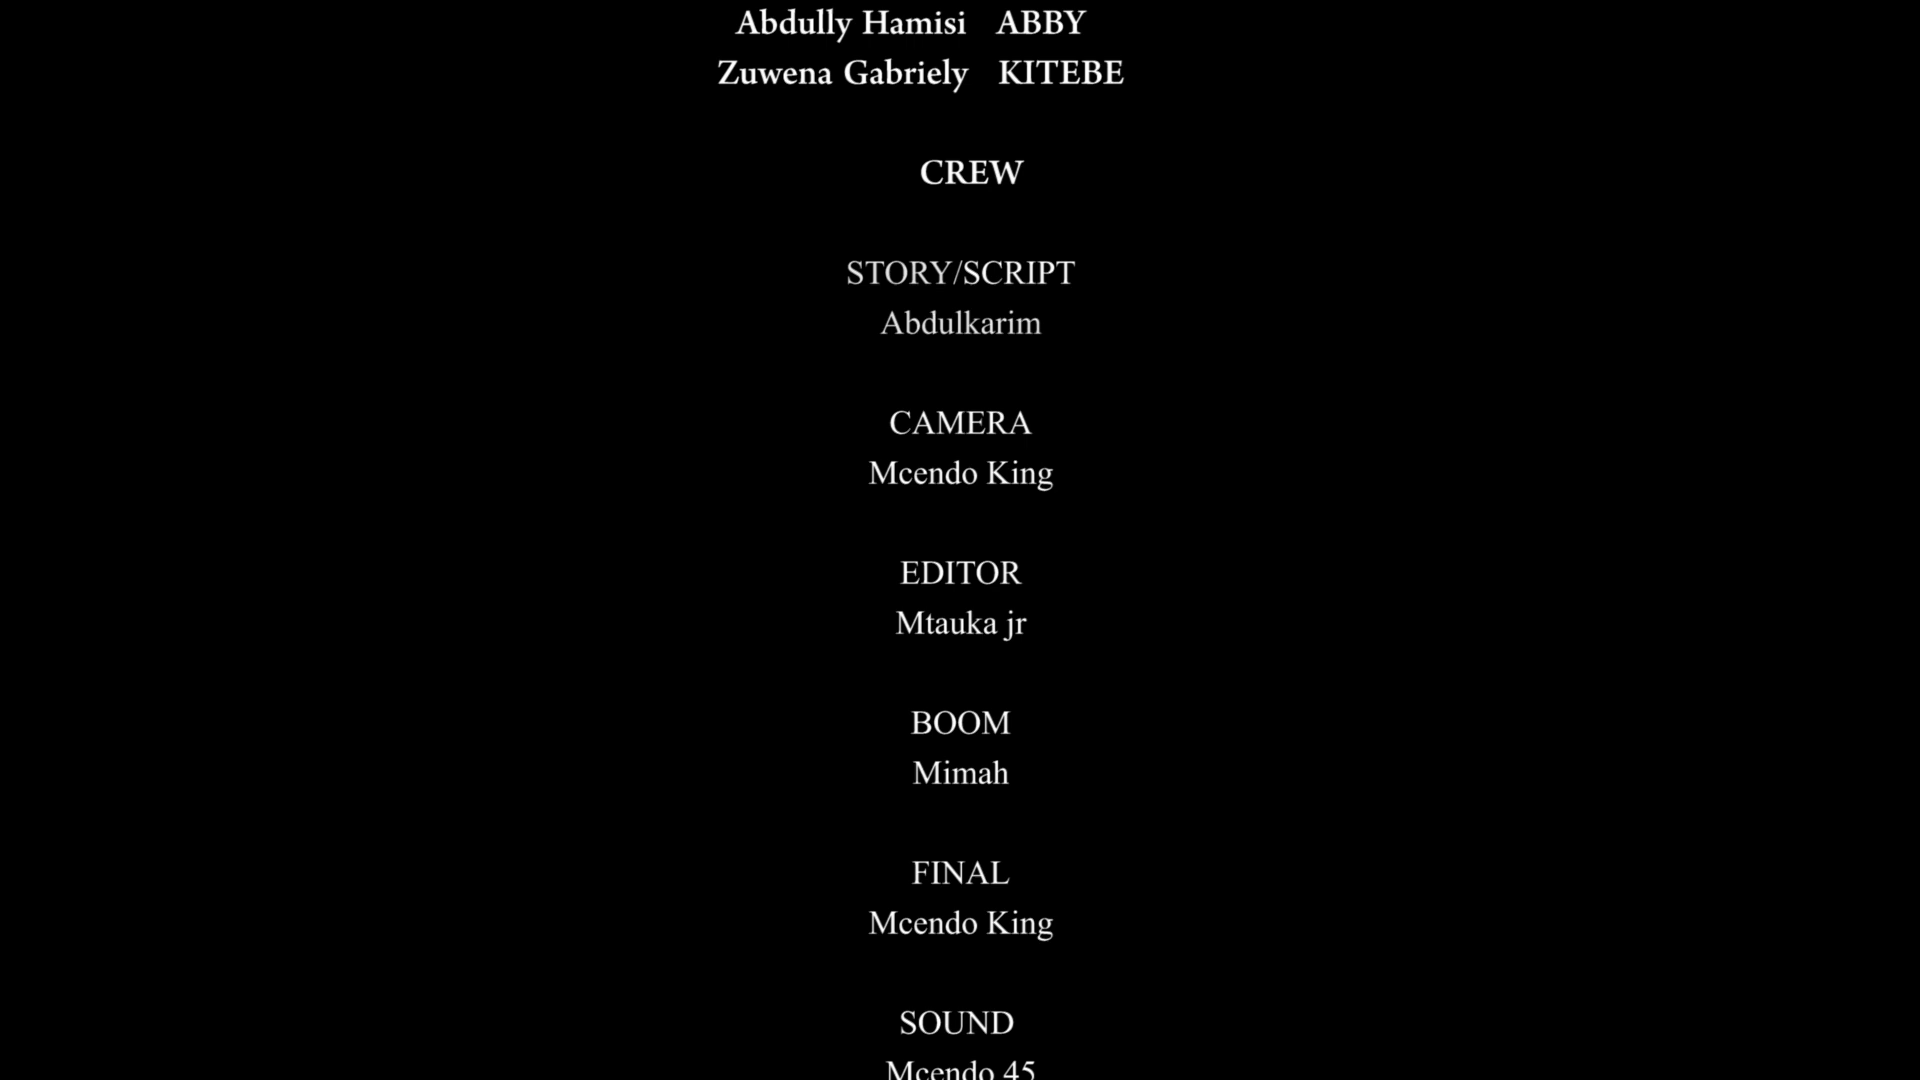 Abdully Hamisi ABBY
Zuwena Gabriely KITEBE
CREW
STORY/SCRIPT
Abdulkarim
CAMERA
Mcendo King
EDITOR
Mtauka jr
BOOM
Mimah
FINAL
Mcendo King
SOUND
Mcendo 45